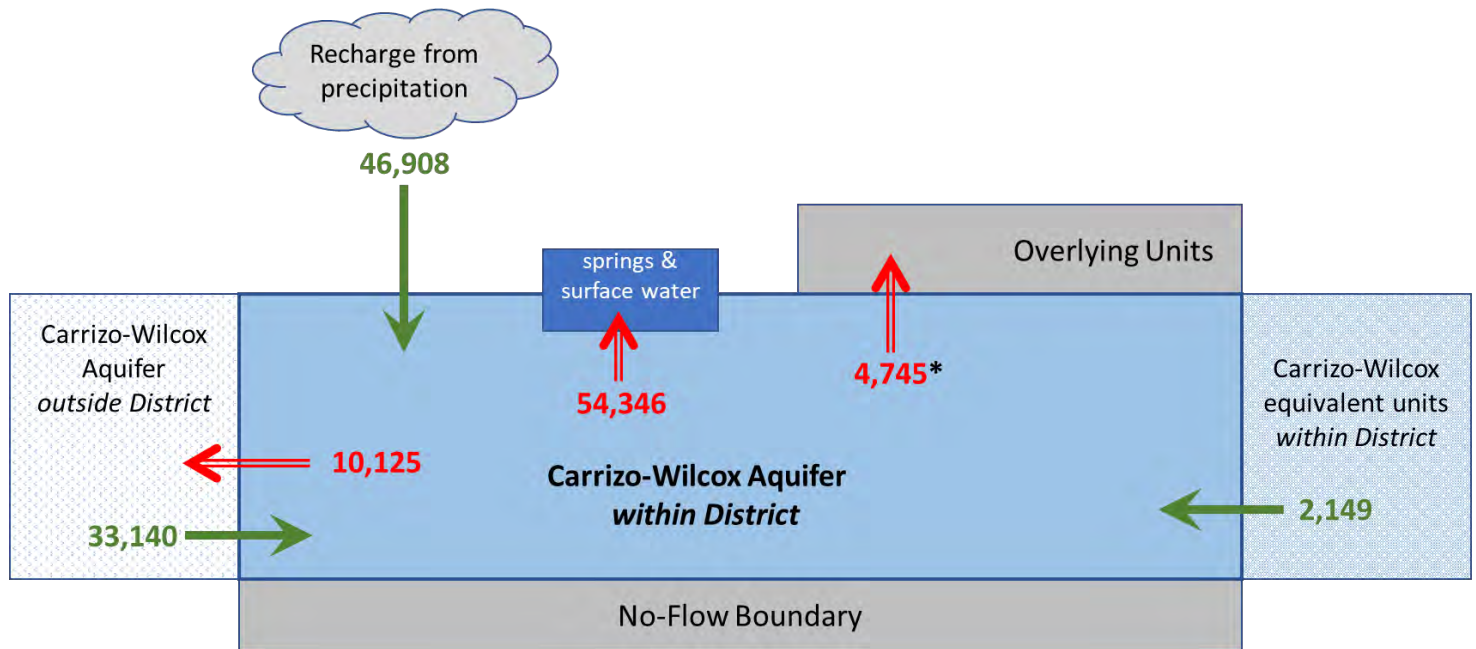 Recharge from
precipitation
46,908
Overlying Units
springs &
surface water
4,745*
54,346
Carrizo-Wilcox
Aquifer
outside District
10,125
33,140
Carrizo-Wilcox Aquifer
within District
Carrizo-Wilcox
equivalent units
within District
2,149
No-Flow Boundary